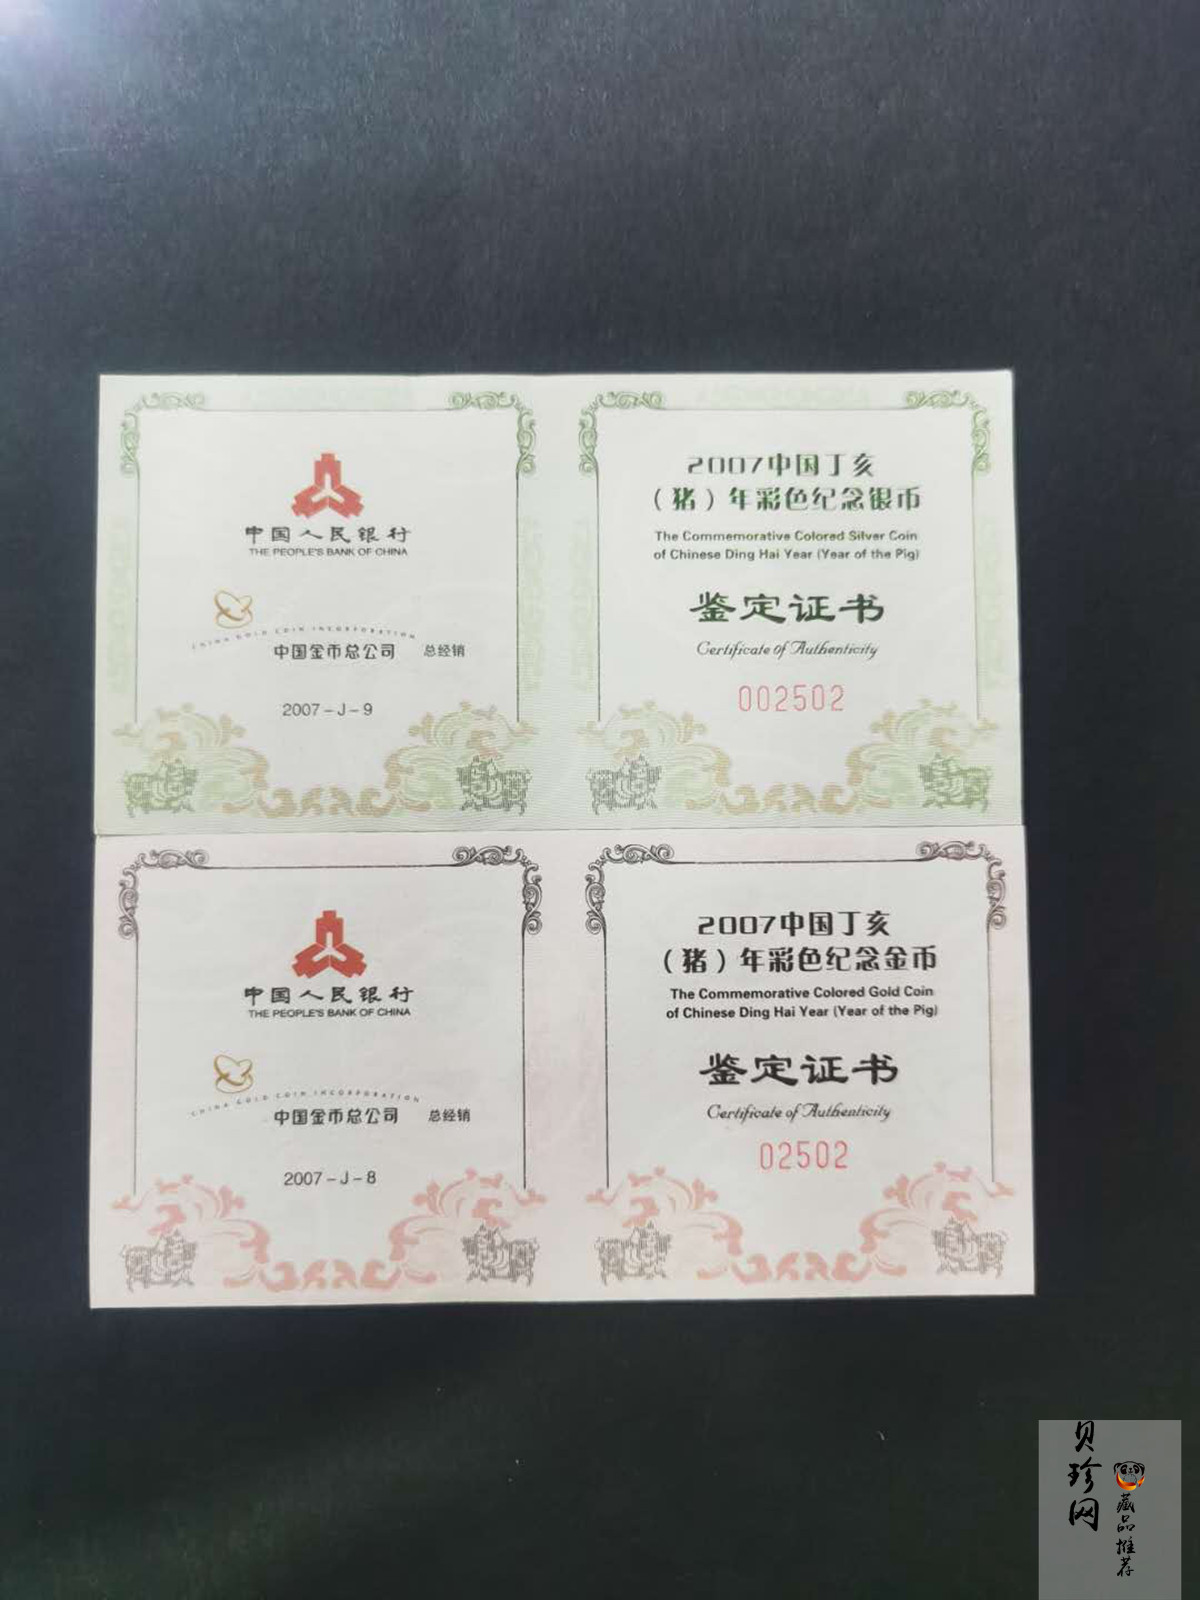 中国人民银行
THE PEOPLE'S BANK OF CHINA
CHINA GOLD COIN INCORPORATION
中国金币总公司 总经销
2007-J-9
2007中国丁亥
（猪）年彩色纪念银币
The Commemorative Colored Silver Coin
of Chinese Ding Hai Year (Year of the Pig)
鉴定证书
Certificate of Authenticity
002502
中国人民银行
THE PEOPLE'S BANK OF CHINA
CHINA GOLD COIN INCORPORATION
中国金币总公司 总经销
2007-J-8
2007中国丁亥
（猪）年彩色纪念金币
The Commemorative Colored Gold Coin
of Chinese Ding Hai Year (Year of the Pig)
鉴定证书
Certificate of Authenticity
02502
贝珍网
藏品推荐